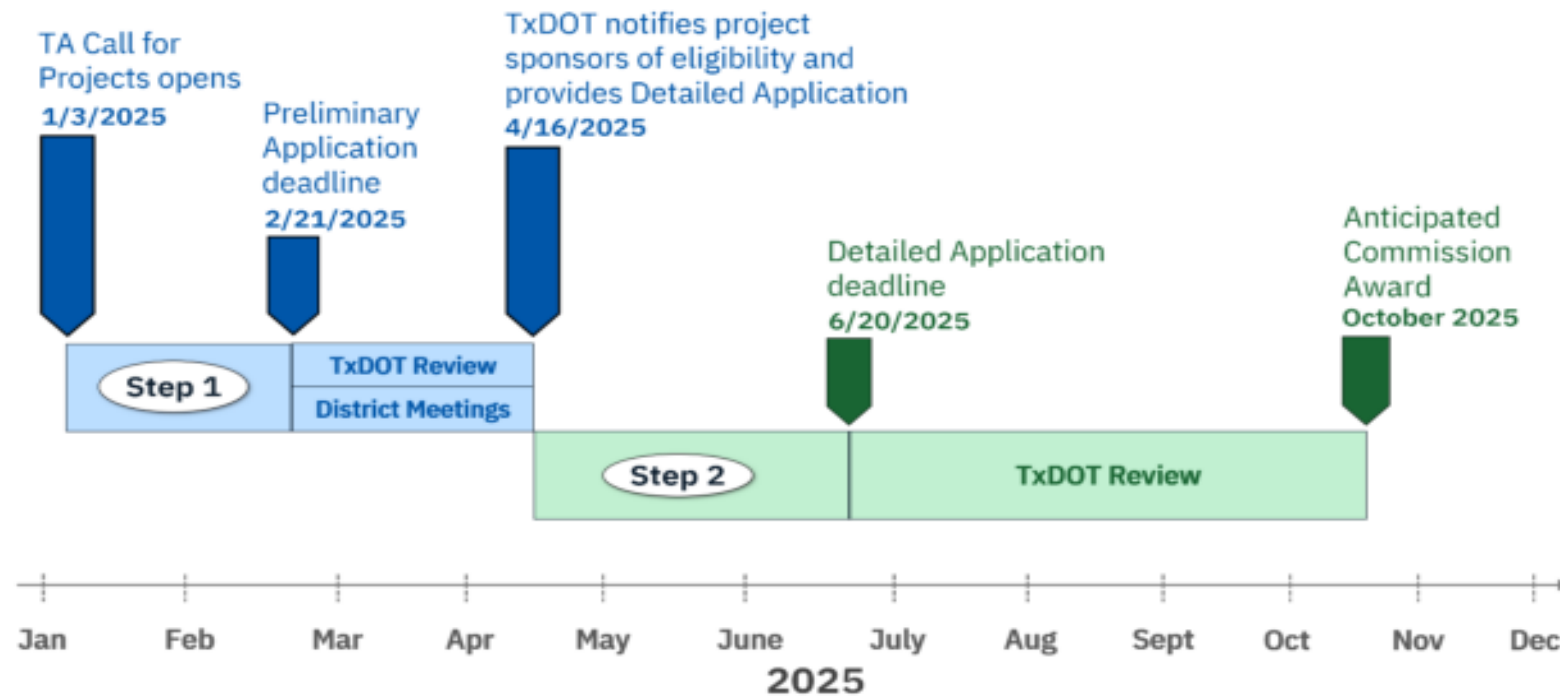 TA Call for
Projects opens
1/3/2025
Preliminary
Application
deadline
2/21/2025
TxDOT notifies project
sponsors of eligibility and
provides Detailed Application
4/16/2025
Detailed Application
deadline
6/20/2025
Anticipated
Commission
Award
October 2025
Step 1
TxDOT Review
District Meetings
Step 2
TxDOT Review
Jan Feb Mar Apr May June July Aug Sept Oct Nov Dec
2025